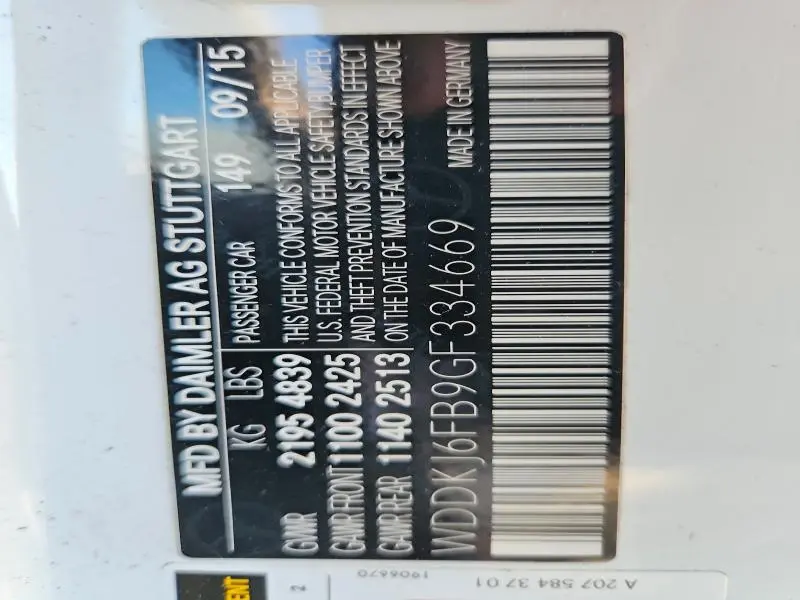 MFD BY DAIMLER AG STUTTGART
KG LBS PASSENGER CAR 149 09/15
GWR 2195 4839 THIS VEHICLE CONFORMS TO ALL APPLICABLE
GAWR FRONT 1100 2425 U.S. FEDERAL MOTOR VEHICLE SAFETY,BUMPER
GAWR REAR 1140 2513 AND THEFT PREVENTION STANDARDS IN EFFECT
ON THE DATE OF MANUFACTURE SHOWN ABOVE
WDDKJ6FB9GF334669 MADE IN GERMANY
1906670
A 207 584 37 01